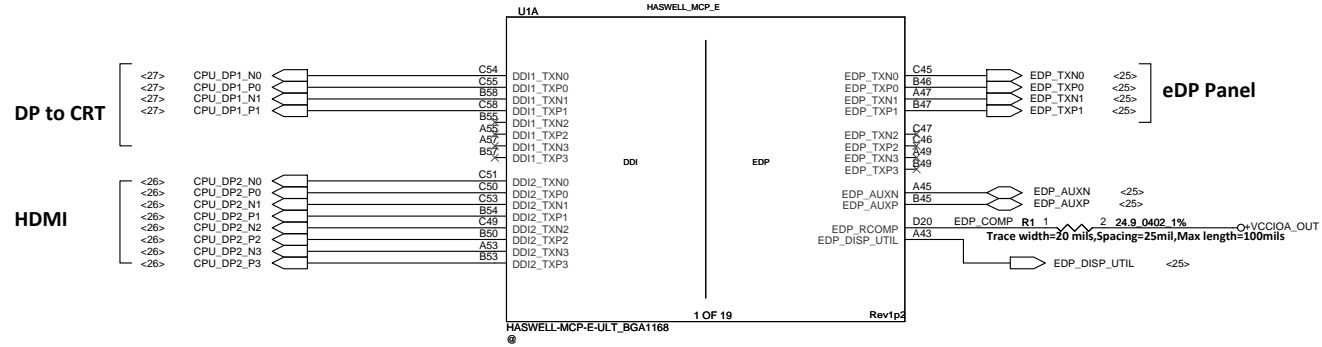 U1A
HASWELL_MCP_E
DP to CRT
<27> CPU_DP1_N0 C54 DDI1_TXN0
<27> CPU_DP1_P0 C55 DDI1_TXP0
<27> CPU_DP1_N1 B58 DDI1_TXN1
<27> CPU_DP1_P1 C58 DDI1_TXP1
B55 DDI1_TXN2
A55 DDI1_TXP2
A57 DDI1_TXN3
B57 DDI1_TXP3
HDMI
<26> CPU_DP2_N0 C51 DDI2_TXN0
<26> CPU_DP2_P0 C50 DDI2_TXP0
<26> CPU_DP2_N1 C53 DDI2_TXN1
<26> CPU_DP2_P1 B54 DDI2_TXP1
<26> CPU_DP2_N2 C49 DDI2_TXN2
<26> CPU_DP2_P2 B50 DDI2_TXP2
<26> CPU_DP2_N3 A53 DDI2_TXN3
<26> CPU_DP2_P3 B53 DDI2_TXP3
DDI
EDP
EDP_TXN0 C45 EDP_TXN0 <25>
EDP_TXP0 B46 EDP_TXP0 <25>
EDP_TXN1 A47 EDP_TXN1 <25>
EDP_TXP1 B47 EDP_TXP1 <25>
eDP Panel
EDP_TXN2 C47
EDP_TXP2 C46
EDP_TXN3 A49
EDP_TXP3 B49
EDP_AUXN A45 EDP_AUXN <25>
EDP_AUXP B45 EDP_AUXP <25>
EDP_RCOMP D20 EDP_COMP R1 1 2 24.9_0402_1% +VCCIOA_OUT
Trace width=20 mils,Spacing=25mil,Max length=100mils
EDP_DISP_UTIL A43 EDP_DISP_UTIL <25>
1 OF 19
Rev1p2
HASWELL-MCP-E-ULT_BGA1168
@